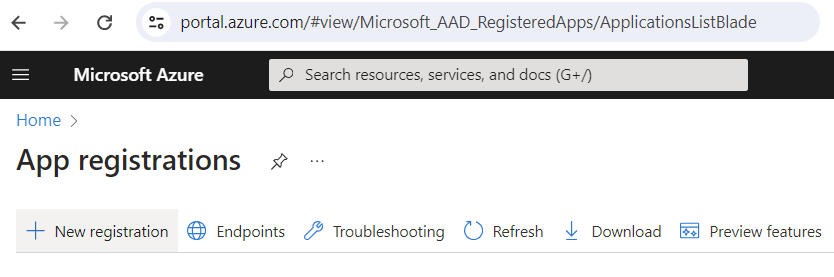 portal.azure.com/#view/Microsoft_AAD_RegisteredApps/ApplicationsListBlade
Microsoft Azure Search resources, services, and docs (G+/)
Home >
App registrations ...
+ New registration Endpoints Troubleshooting Refresh Download Preview features